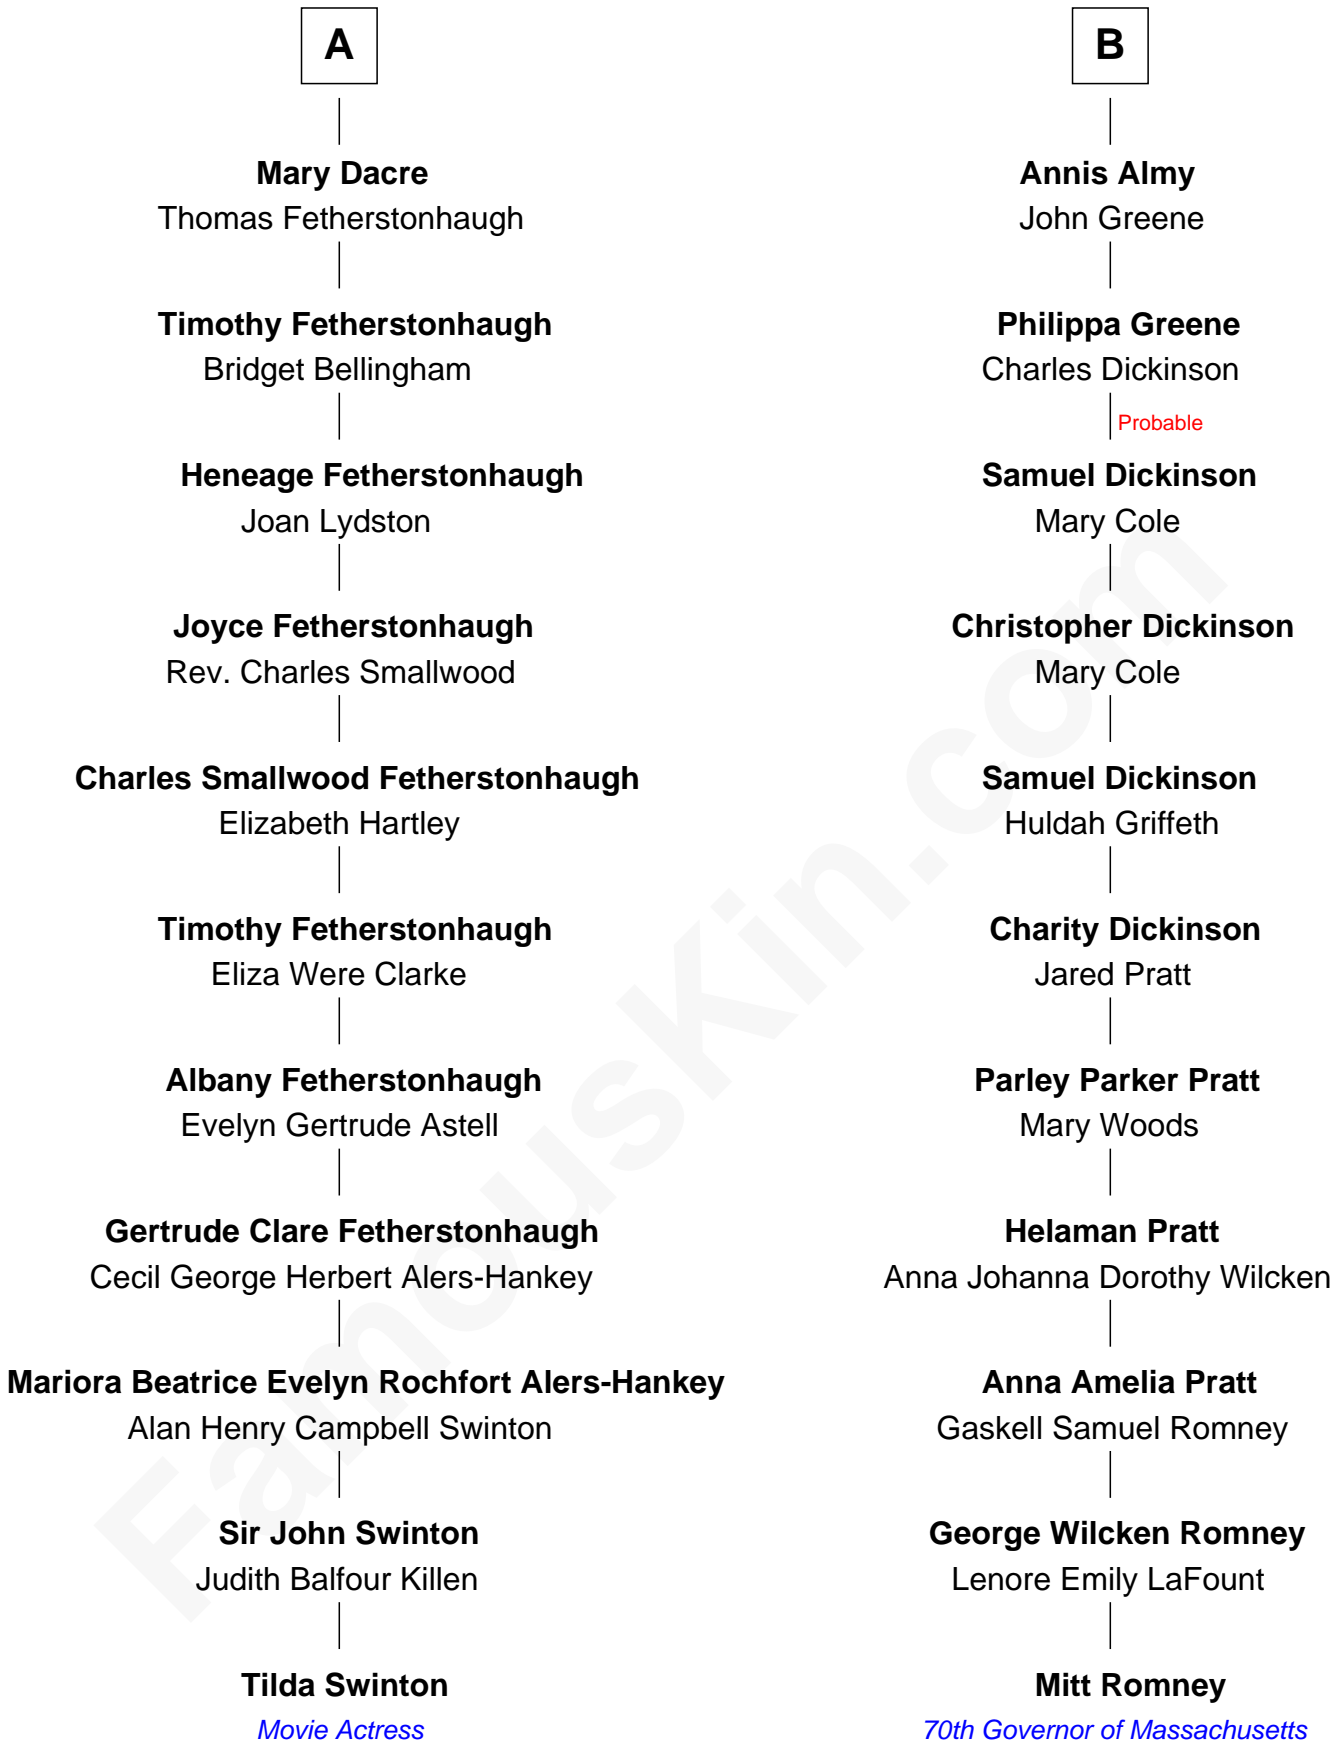 A
Mary Dacre
Thomas Fetherstonhaugh
Timothy Fetherstonhaugh
Bridget Bellingham
Heneage Fetherstonhaugh
Joan Lydston
Joyce Fetherstonhaugh
Rev. Charles Smallwood
Charles Smallwood Fetherstonhaugh
Elizabeth Hartley
Timothy Fetherstonhaugh
Eliza Were Clarke
Albany Fetherstonhaugh
Evelyn Gertrude Astell
Gertrude Clare Fetherstonhaugh
Cecil George Herbert Alers-Hankey
Mariora Beatrice Evelyn Rochfort Alers-Hankey
Alan Henry Campbell Swinton
Sir John Swinton
Judith Balfour Killen
Tilda Swinton
Movie Actress
B
Annis Almy
John Greene
Philippa Greene
Charles Dickinson
Probable
Samuel Dickinson
Mary Cole
Christopher Dickinson
Mary Cole
Samuel Dickinson
Huldah Griffeth
Charity Dickinson
Jared Pratt
Parley Parker Pratt
Mary Woods
Helaman Pratt
Anna Johanna Dorothy Wilcken
Anna Amelia Pratt
Gaskell Samuel Romney
George Wilcken Romney
Lenore Emily LaFount
Mitt Romney
70th Governor of Massachusetts
FamousKin.com